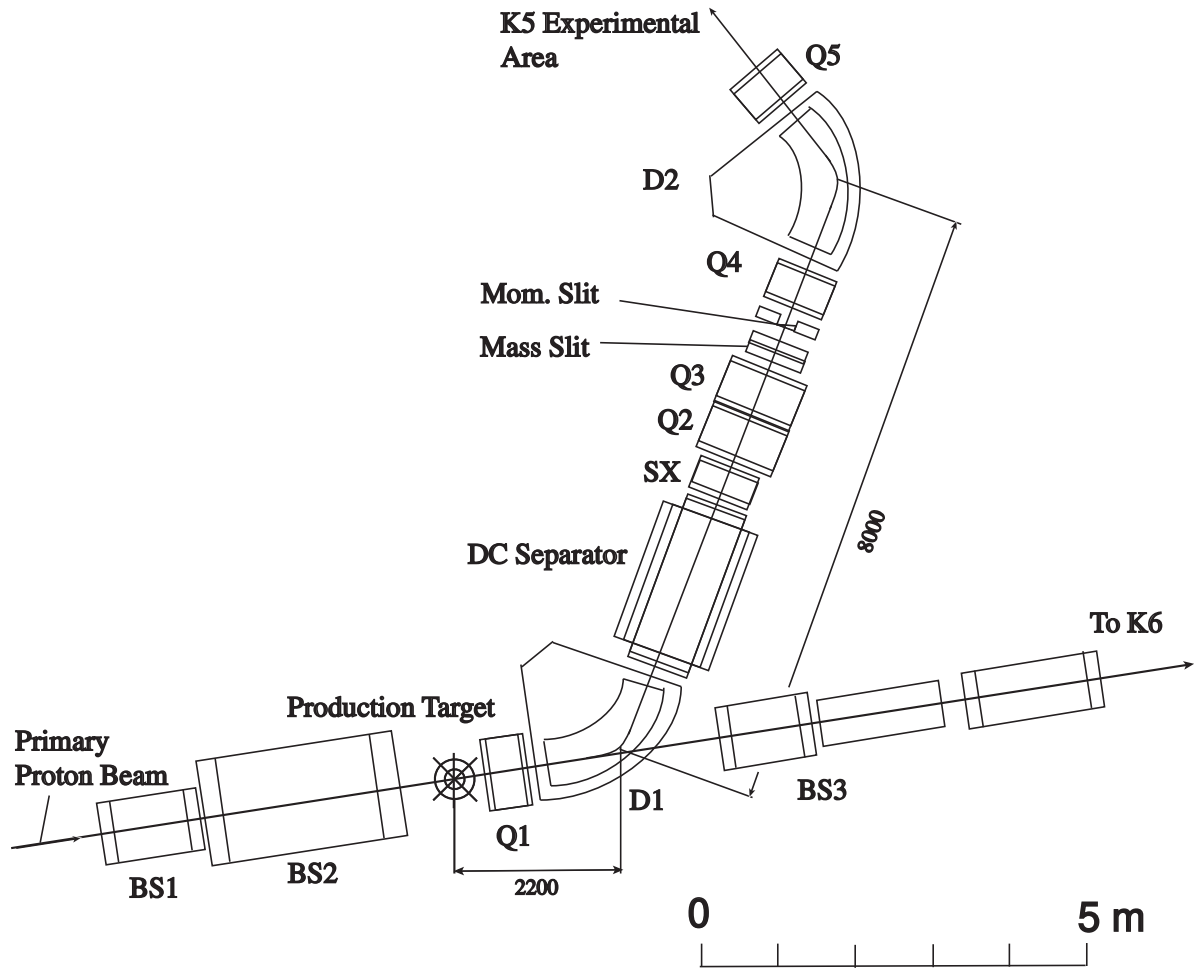 K5 Experimental
Area
Q5
D2
Q4
Mom. Slit
Mass Slit
Q3
Q2
SX
DC Separator
8000
To K6
Production Target
Primary
Proton Beam
BS3
D1
Q1
BS2
BS1
2200
0
5 m